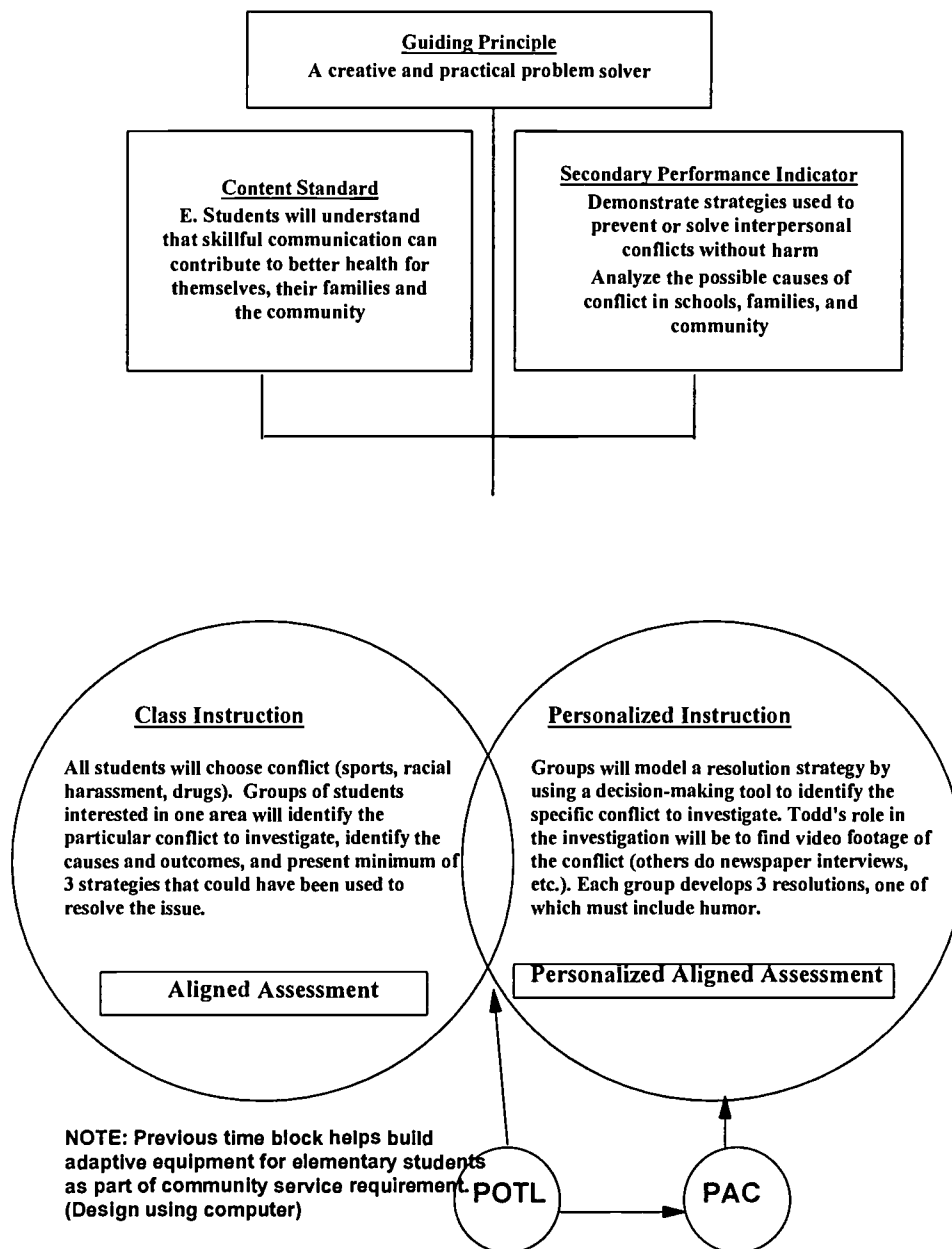 Guiding Principle
A creative and practical problem solver
Content Standard
E. Students will understand
that skillful communication can
contribute to better health for
themselves, their families and
the community
Secondary Performance Indicator
Demonstrate strategies used to
prevent or solve interpersonal
conflicts without harm
Analyze the possible causes of
conflict in schools, families, and
community
Class Instruction
All students will choose conflict (sports, racial
harassment, drugs). Groups of students
interested in one area will identify the
particular conflict to investigate, identify the
causes and outcomes, and present minimum of
3 strategies that could have been used to
resolve the issue.
Aligned Assessment
Personalized Instruction
Groups will model a resolution strategy by
using a decision-making tool to identify the
specific conflict to investigate. Todd's role in
the investigation will be to find video footage of
the conflict (others do newspaper interviews,
etc.). Each group develops 3 resolutions, one of
which must include humor.
Personalized Aligned Assessment
NOTE: Previous time block helps build
adaptive equipment for elementary students
as part of community service requirement.
(Design using computer)
POTL
PAC